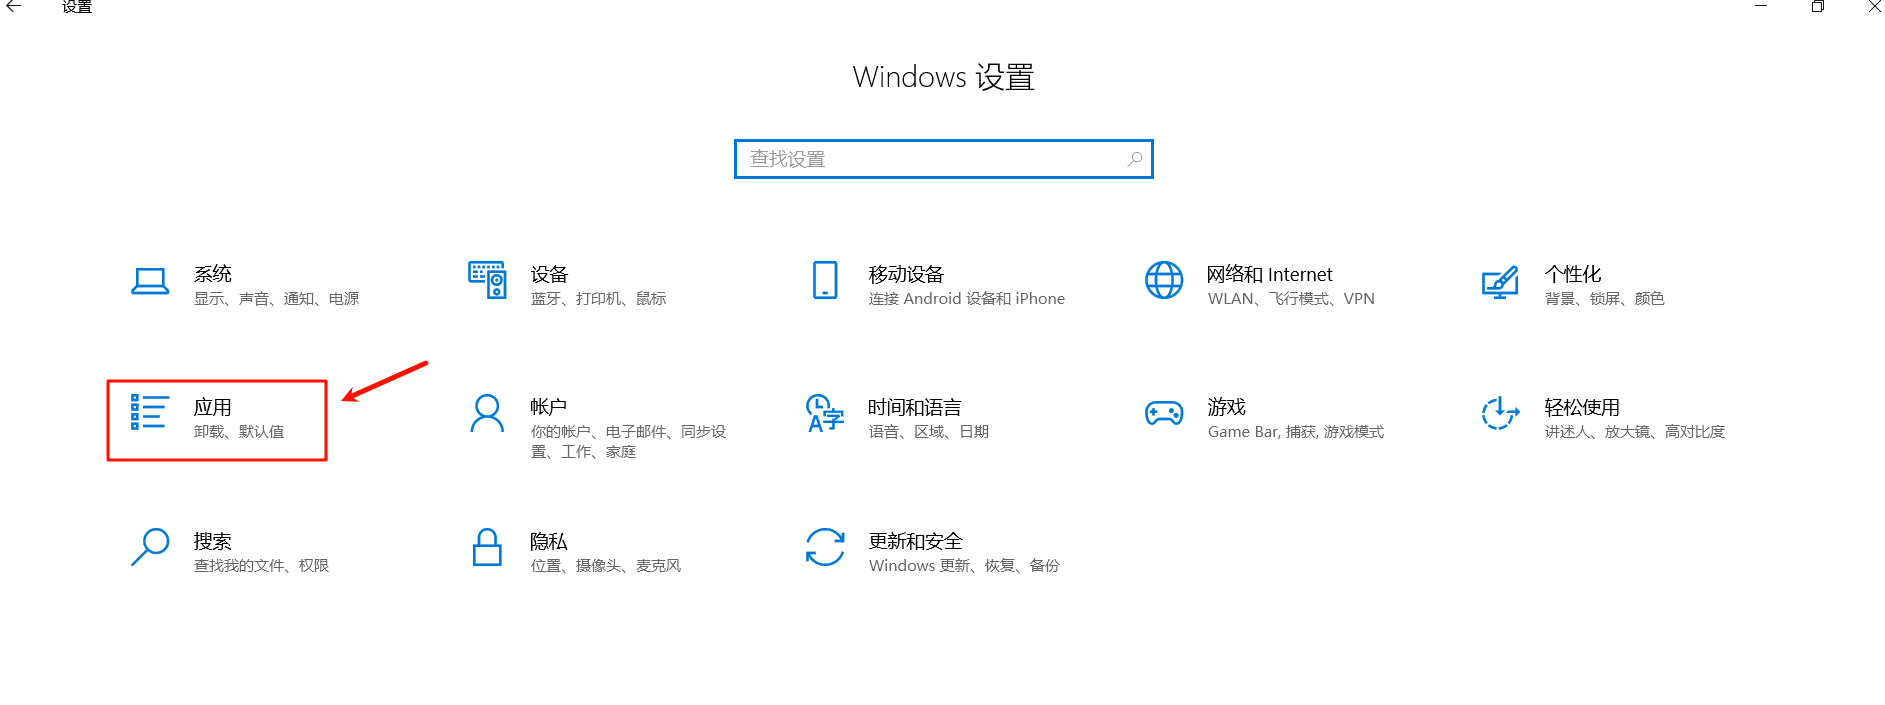 设置
Windows 设置
查找设置
系统
显示、声音、通知、电源
设备
蓝牙、打印机、鼠标
移动设备
连接 Android 设备和 iPhone
网络和 Internet
WLAN、飞行模式、VPN
个性化
背景、锁屏、颜色
应用
卸载、默认值
帐户
你的帐户、电子邮件、同步设
置、工作、家庭
时间和语言
语音、区域、日期
游戏
Game Bar, 捕获, 游戏模式
轻松使用
讲述人、放大镜、高对比度
搜索
查找我的文件、权限
隐私
位置、摄像头、麦克风
更新和安全
Windows 更新、恢复、备份